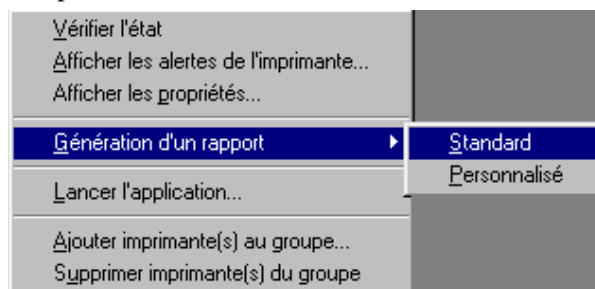 Vérifier l'état
Afficher les alertes de l'imprimante...
Afficher les propriétés...
Génération d'un rapport
Standard
Personnalisé
Lancer l'application...
Ajouter imprimante(s) au groupe...
Supprimer imprimante(s) du groupe